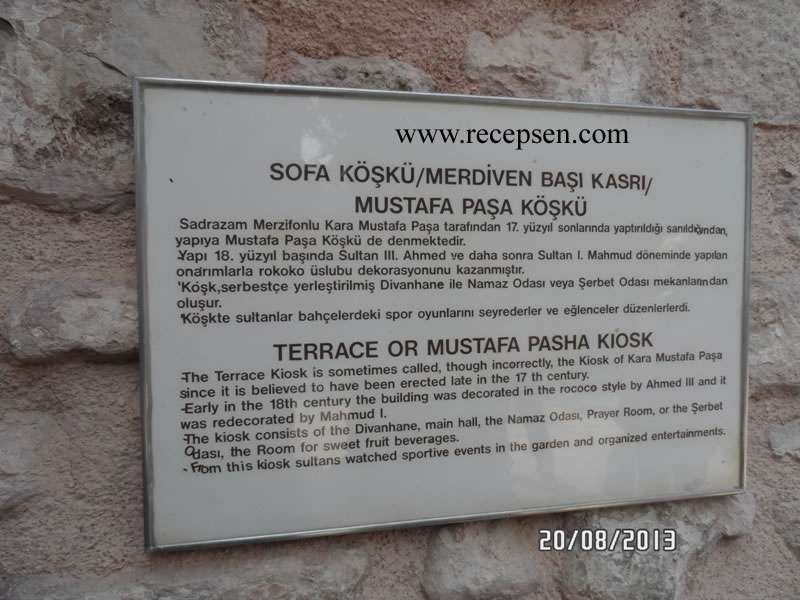 www.recepsen.com
SOFA KÖŞKÜ/MERDİVEN BAŞI KASRI/
MUSTAFA PAŞA KÖŞKÜ
Sadrazam Merzifonlu Kara Mustafa Paşa tarafından 17. yüzyıl sonlarında yaptırıldığı sanıldığından,
yapıya Mustafa Paşa Köşkü de denmektedir.
-Yapı 18. yüzyıl başında Sultan III. Ahmed ve daha sonra Sultan I. Mahmud döneminde yapılan
onarımlarla rokoko üslubu dekorasyonunu kazanmıştır.
'Köşk,serbestçe yerleştirilmiş Divanhane ile Namaz Odası veya Şerbet Odası mekanlarından
oluşur.
'Köşkte sultanlar bahçelerdeki spor oyunlarını seyrederler ve eğlenceler düzenlerlerdi.
TERRACE OR MUSTAFA PASHA KIOSK
-The Terrace Kiosk is sometimes called, though incorrectly, the Kiosk of Kara Mustafa Paşa
since it is believed to have been erected late in the 17 th century.
-Early in the 18th century the building was decorated in the rococo style by Ahmed III and it
was redecorated by Mahmud I.
-The kiosk consists of the Divanhane, main hall, the Namaz Odası, Prayer Room, or the Şerbet
Odası, the Room for sweet fruit beverages.
- From this kiosk sultans watched sportive events in the garden and organized entertainments.
20/08/2013